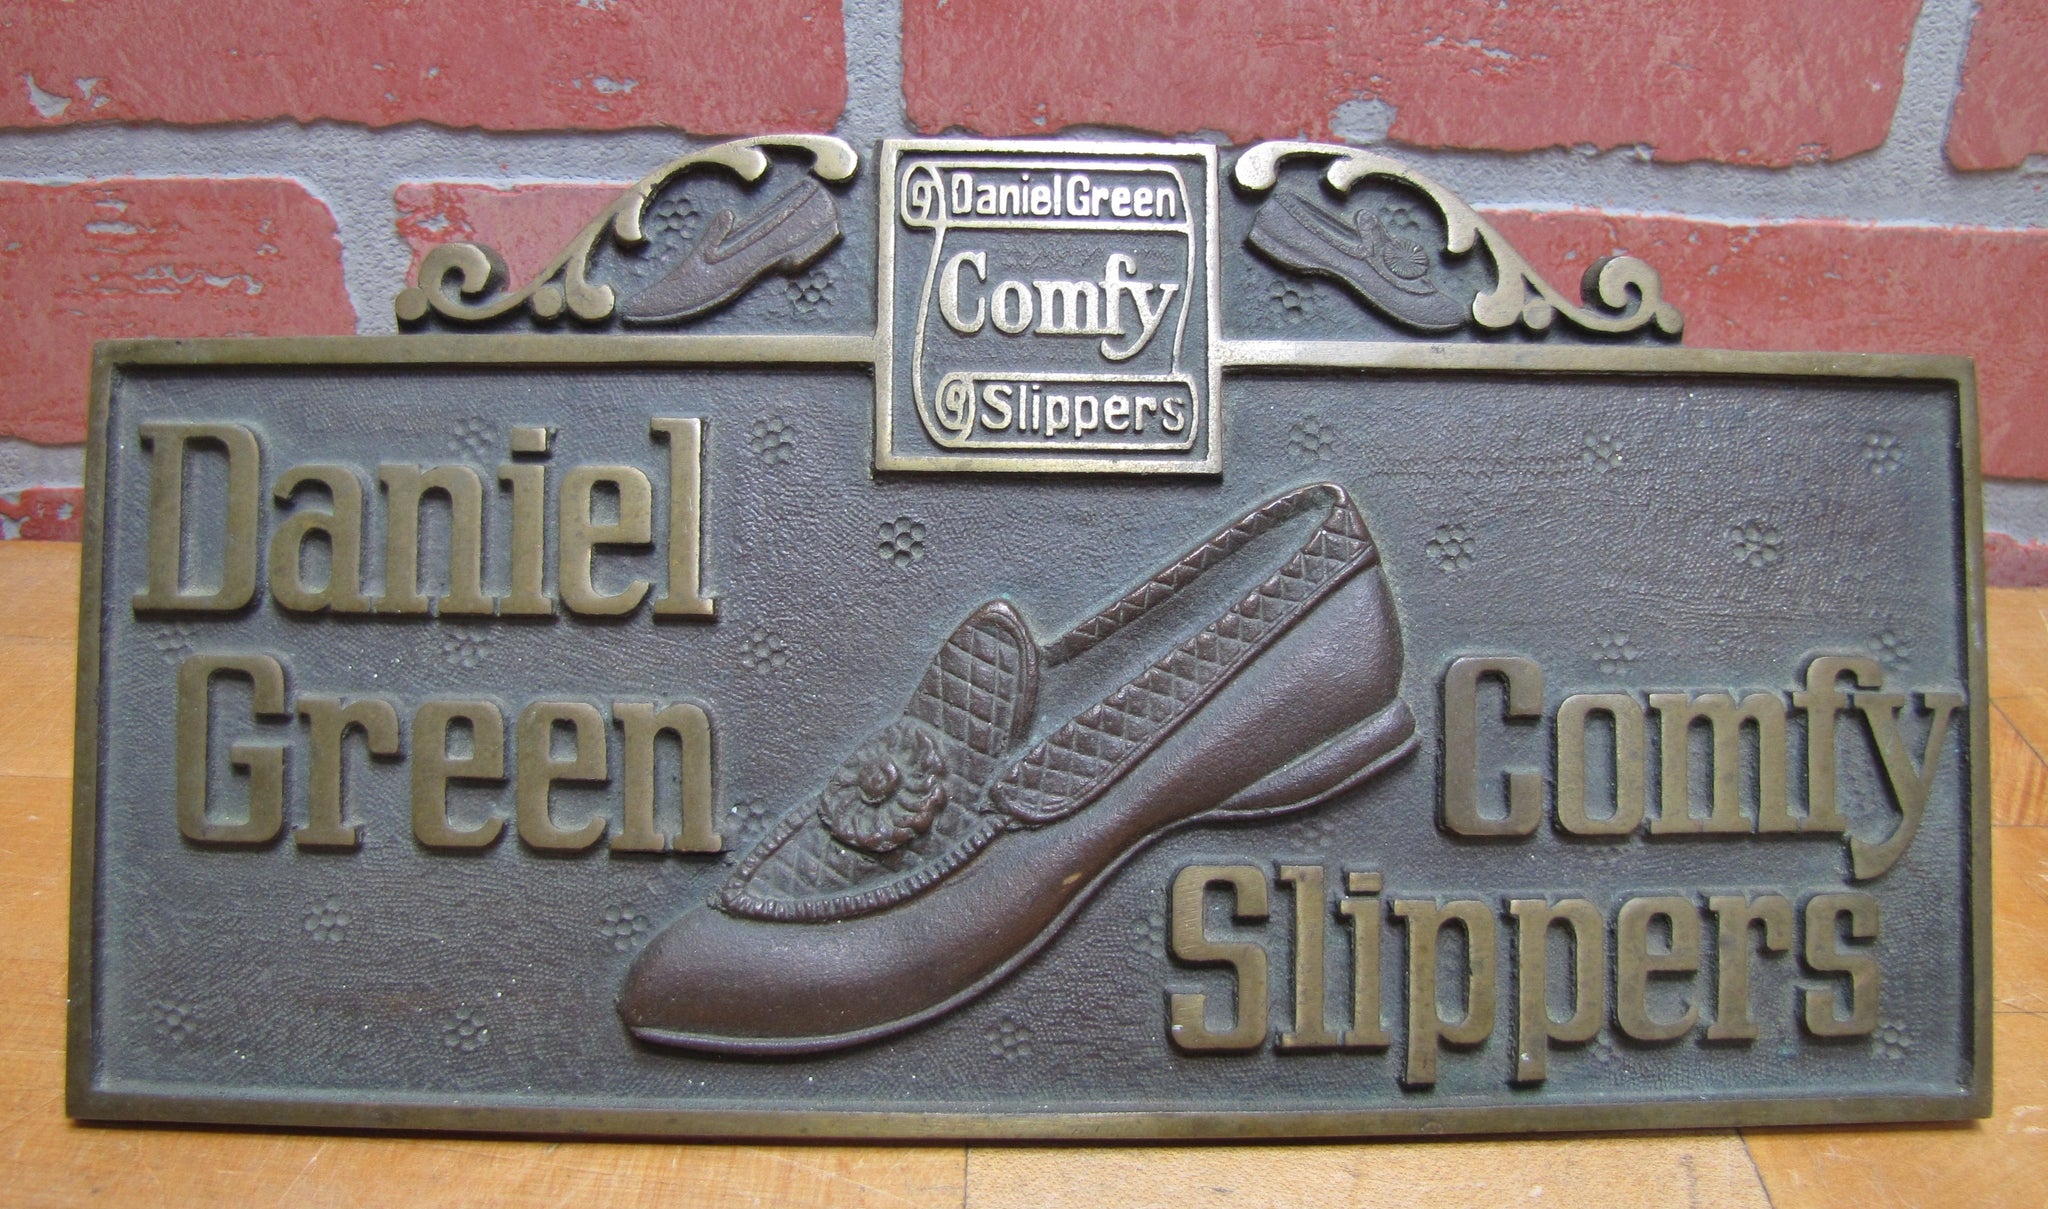 Daniel Green
Comfy
Slippers
Daniel
Green
Comfy
Slippers